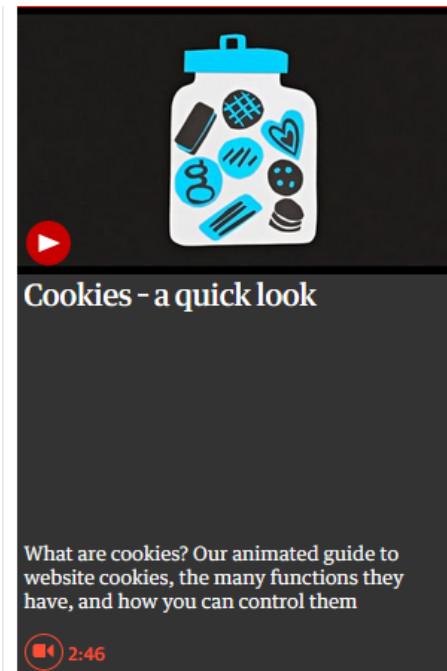 Cookies – a quick look
What are cookies? Our animated guide to
website cookies, the many functions they
have, and how you can control them
2:46